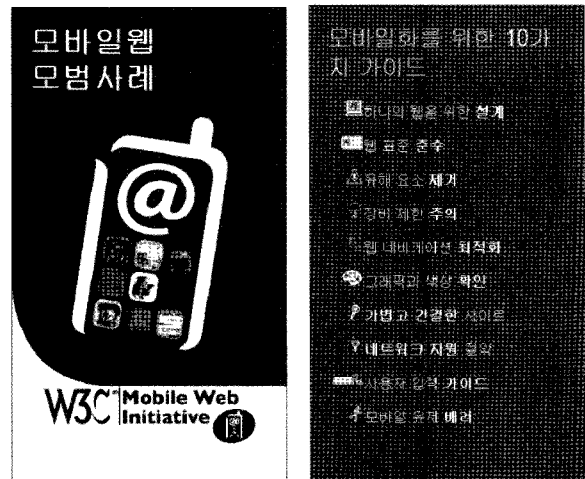 모바일웹
모범사례
@
W3C Mobile Web
Initiative
모바일화를 위한 10가
지 가이드
하나의 웹을 위한 설계
웹 표준 준수
유해 요소 제거
장비 제한 주의
웹 네비게이션 최적화
그래픽과 색상 확인
가볍고 간결한 사이트
네트워크 자원 절약
사용자 입력 가이드
모바일 유저 배려